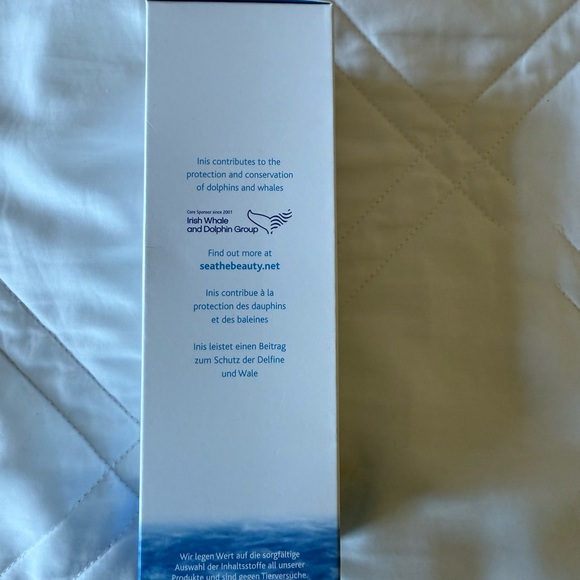 Inis contributes to the
protection and conservation
of dolphins and whales
Core Sponsor since 2001
Irish Whale
and Dolphin Group
Find out more at
seathebeauty.net
Inis contribue à la
protection des dauphins
et des baleines
Inis leistet einen Beitrag
zum Schutz der Delfine
und Wale
Wir legen Wert auf die sorgfältige
Auswahl der Inhaltsstoffe all unserer
Produkte und sind gegen Tierversuche.